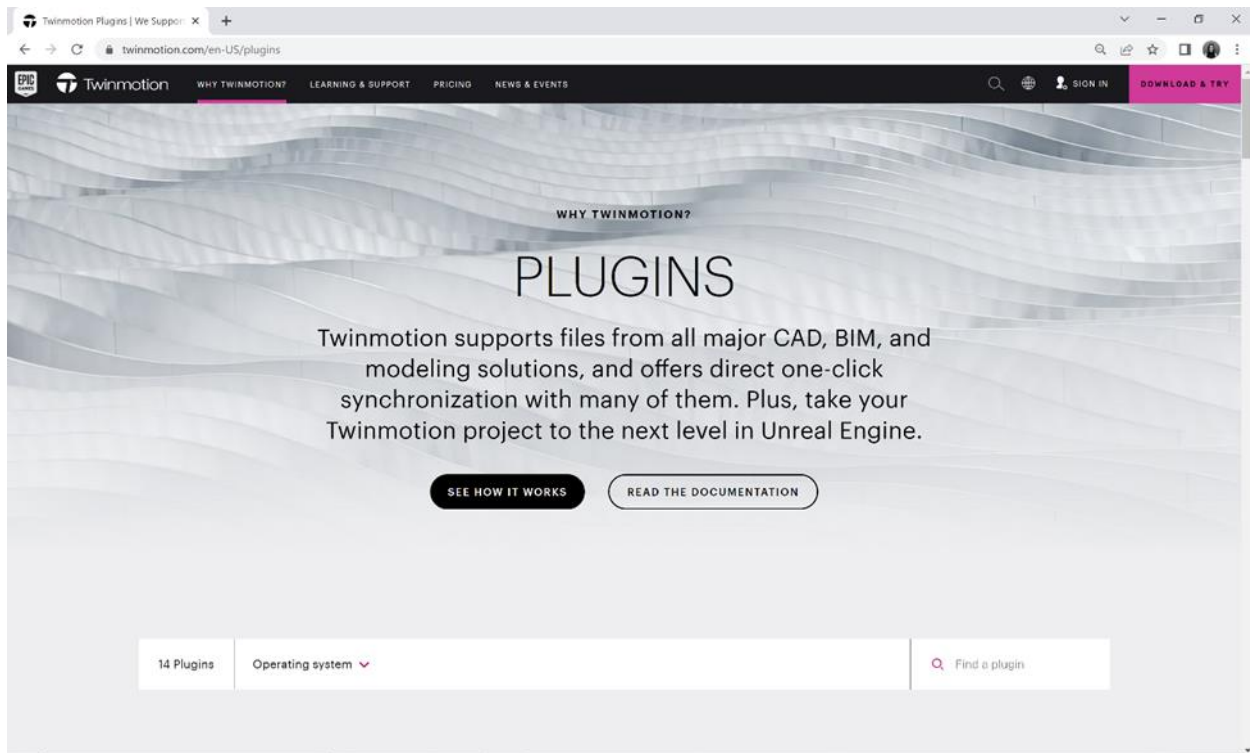 Twinmotion Plugins | We Suppor
twinmotion.com/en-US/plugins
EPIC GAMES Twinmotion WHY TWINMOTION? LEARNING & SUPPORT PRICING NEWS & EVENTS SIGN IN DOWNLOAD & TRY
WHY TWINMOTION?
PLUGINS
Twinmotion supports files from all major CAD, BIM, and
modeling solutions, and offers direct one-click
synchronization with many of them. Plus, take your
Twinmotion project to the next level in Unreal Engine.
SEE HOW IT WORKS READ THE DOCUMENTATION
14 Plugins Operating system Find a plugin